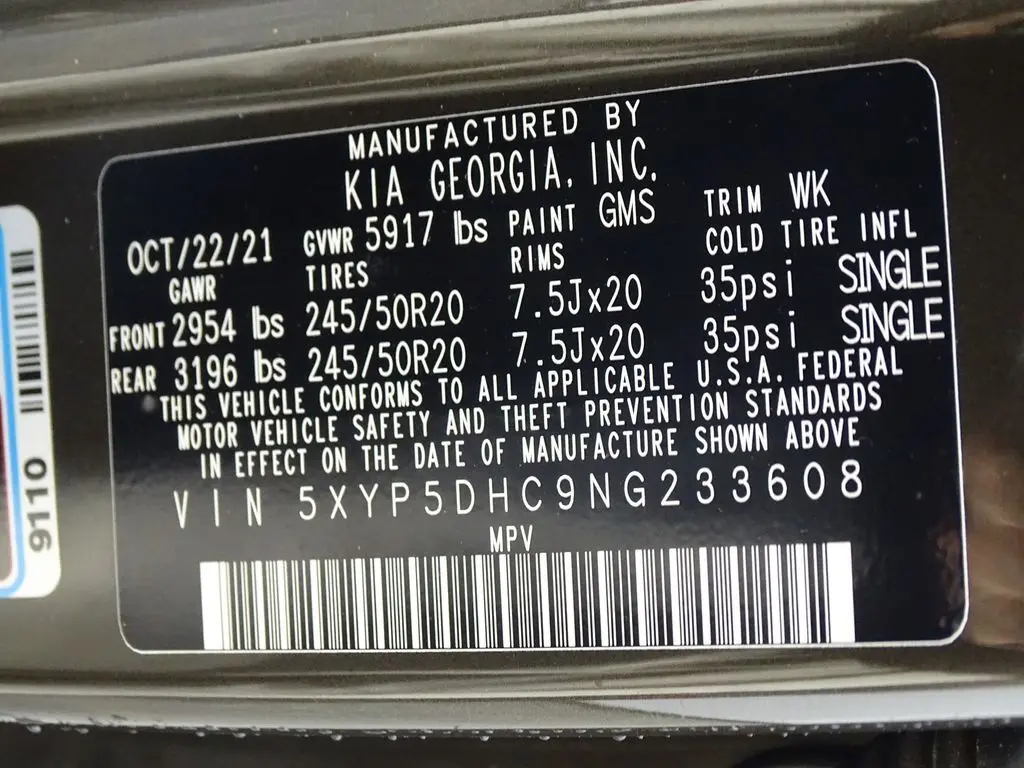 MANUFACTURED BY
KIA GEORGIA, INC.
OCT/22/21 GVWR 5917 lbs PAINT GMS TRIM WK
GAWR TIRES RIMS COLD TIRE INFL
FRONT 2954 lbs 245/50R20 7.5Jx20 35psi SINGLE
REAR 3196 lbs 245/50R20 7.5Jx20 35psi SINGLE
THIS VEHICLE CONFORMS TO ALL APPLICABLE U.S.A. FEDERAL
MOTOR VEHICLE SAFETY AND THEFT PREVENTION STANDARDS
IN EFFECT ON THE DATE OF MANUFACTURE SHOWN ABOVE
VIN 5XYP5DHC9NG233608
MPV
9110